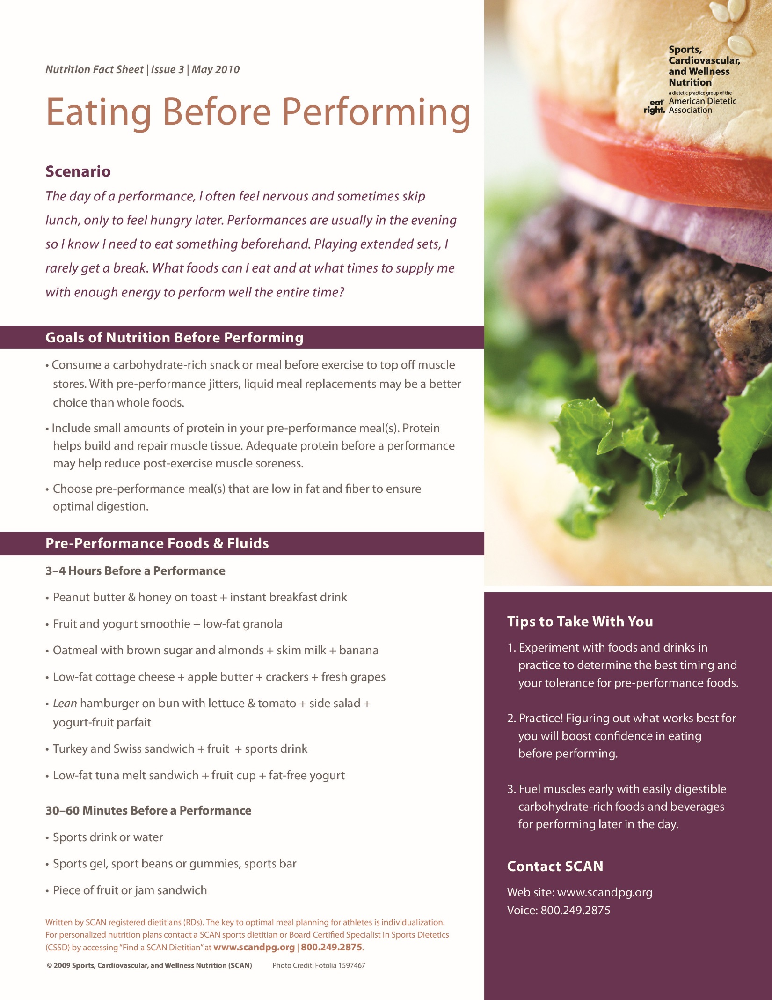 Nutrition Fact Sheet | Issue 3 | May 2010
Eating Before Performing
Scenario
The day of a performance, I often feel nervous and sometimes skip
lunch, only to feel hungry later. Performances are usually in the evening
so I know I need to eat something beforehand. Playing extended sets, I
rarely get a break. What foods can I eat and at what times to supply me
with enough energy to perform well the entire time?
Goals of Nutrition Before Performing
• Consume a carbohydrate-rich snack or meal before exercise to top off muscle
stores. With pre-performance jitters, liquid meal replacements may be a better
choice than whole foods.
• Include small amounts of protein in your pre-performance meal(s). Protein
helps build and repair muscle tissue. Adequate protein before a performance
may help reduce post-exercise muscle soreness.
• Choose pre-performance meal(s) that are low in fat and fiber to ensure
optimal digestion.
Pre-Performance Foods & Fluids
3–4 Hours Before a Performance
• Peanut butter & honey on toast + instant breakfast drink
• Fruit and yogurt smoothie + low-fat granola
• Oatmeal with brown sugar and almonds + skim milk + banana
• Low-fat cottage cheese + apple butter + crackers + fresh grapes
• Lean hamburger on bun with lettuce & tomato + side salad +
yogurt-fruit parfait
• Turkey and Swiss sandwich + fruit + sports drink
• Low-fat tuna melt sandwich + fruit cup + fat-free yogurt
30–60 Minutes Before a Performance
• Sports drink or water
• Sports gel, sport beans or gummies, sports bar
• Piece of fruit or jam sandwich
Written by SCAN registered dietitians (RDs). The key to optimal meal planning for athletes is individualization.
For personalized nutrition plans contact a SCAN sports dietitian or Board Certified Specialist in Sports Dietetics
(CSSD) by accessing “Find a SCAN Dietitian” at www.scandpg.org | 800.249.2875.
© 2009 Sports, Cardiovascular, and Wellness Nutrition (SCAN) Photo Credit: Fotolia 1597467
Sports,
Cardiovascular,
and Wellness
Nutrition
a dietetic practice group of the
eat right. American Dietetic
Association
Tips to Take With You
1. Experiment with foods and drinks in
practice to determine the best timing and
your tolerance for pre-performance foods.
2. Practice! Figuring out what works best for
you will boost confidence in eating
before performing.
3. Fuel muscles early with easily digestible
carbohydrate-rich foods and beverages
for performing later in the day.
Contact SCAN
Web site: www.scandpg.org
Voice: 800.249.2875